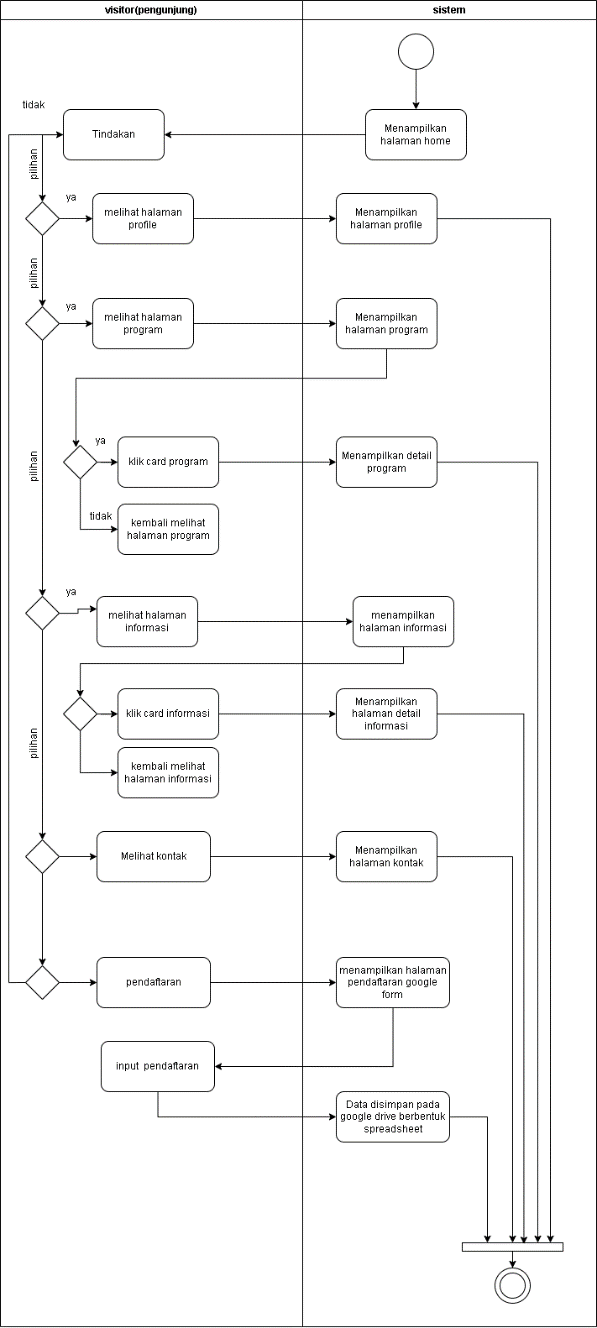 visitor(pengunjung)
sistem
tidak
Tindakan
Menampilkan
halaman home
pilihan
ya
melihat halaman
profile
Menampilkan
halaman profile
pilihan
ya
melihat halaman
program
Menampilkan
halaman program
pilihan
ya
klik card program
Menampilkan detail
program
tidak
kembali melihat
halaman program
ya
melihat halaman
informasi
menampilkan
halaman informasi
klik card informasi
Menampilkan
halaman detail
informasi
pilihan
kembali melihat
halaman informasi
Melihat kontak
Menampilkan
halaman kontak
pendaftaran
menampilkan halaman
pendaftaran google
form
input pendaftaran
Data disimpan pada
google drive berbentuk
spreadsheet